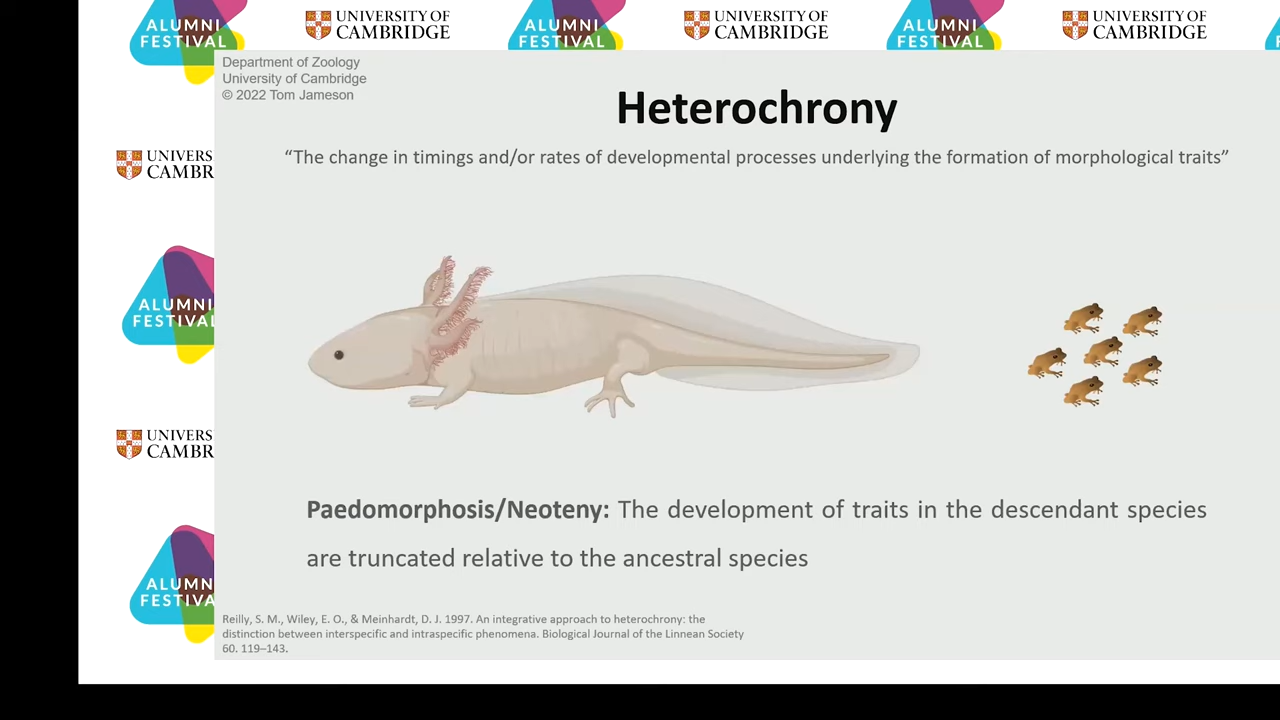 ALUMNI
FESTIVAL
UNIVERSITY OF
CAMBRIDGE
ALUMNI
FESTIVAL
UNIVERSITY OF
CAMBRIDGE
ALUMNI
FESTIVAL
UNIVERSITY OF
CAMBRIDGE
F
Department of Zoology
University of Cambridge
© 2022 Tom Jameson
Heterochrony
“The change in timings and/or rates of developmental processes underlying the formation of morphological traits”
UNIVERS
CAMBR
ALUMNI
FESTIVAL
UNIVERS
CAMBR
Paedomorphosis/Neoteny: The development of traits in the descendant species
are truncated relative to the ancestral species
ALUMN
FESTIVA
Reilly, S. M., Wiley, E. O., & Meinhardt, D. J. 1997. An integrative approach to heterochrony: the
distinction between interspecific and intraspecific phenomena. Biological Journal of the Linnean Society
60. 119–143.